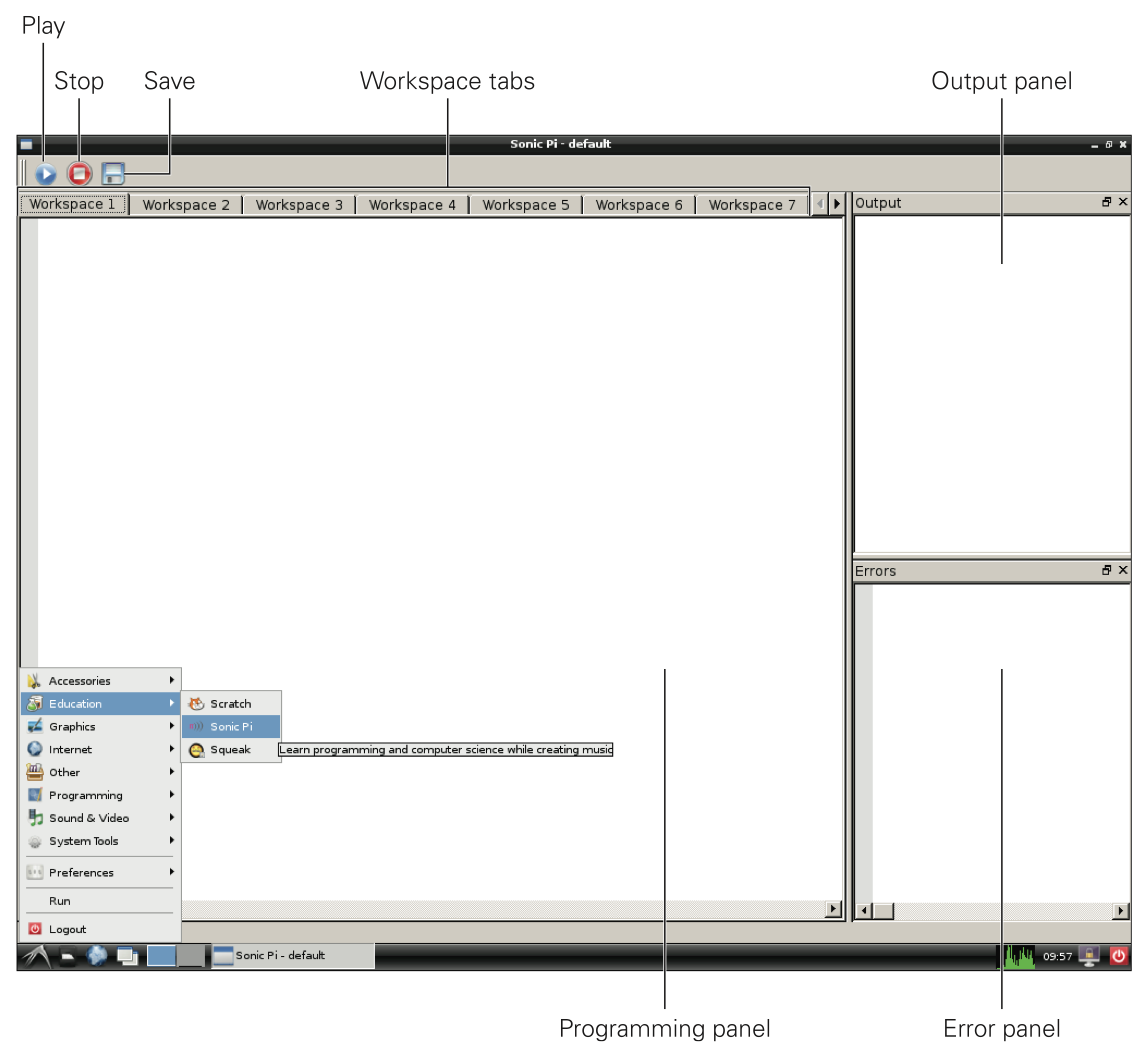 Play
Stop
Save
Workspace tabs
Output panel
Sonic Pi - default
Workspace 1
Workspace 2
Workspace 3
Workspace 4
Workspace 5
Workspace 6
Workspace 7
Output
Errors
Accessories
Education
Graphics
Internet
Other
Programming
Sound & Video
System Tools
Preferences
Run
Logout
Scratch
Sonic Pi
Squeak
Learn programming and computer science while creating music
Sonic Pi - default
09:57
Programming panel
Error panel